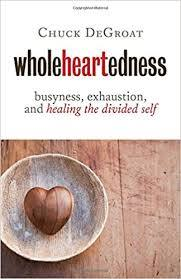 CHUCK DEGROAT
wholeheartedness
busyness, exhaustion,
and healing the divided self